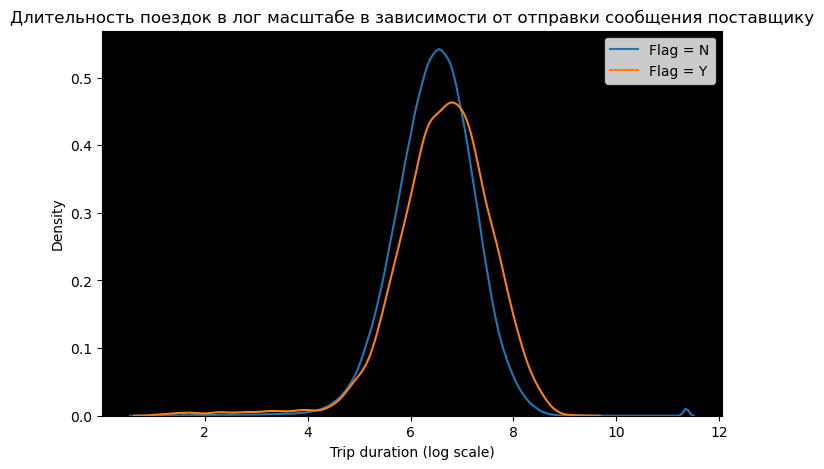 Длительность поездок в лог масштабе в зависимости от отправки сообщения поставщику
Flag = N
Flag = Y
0.5
0.4
0.3
0.2
0.1
0.0
Density
2
4
6
8
10
12
Trip duration (log scale)